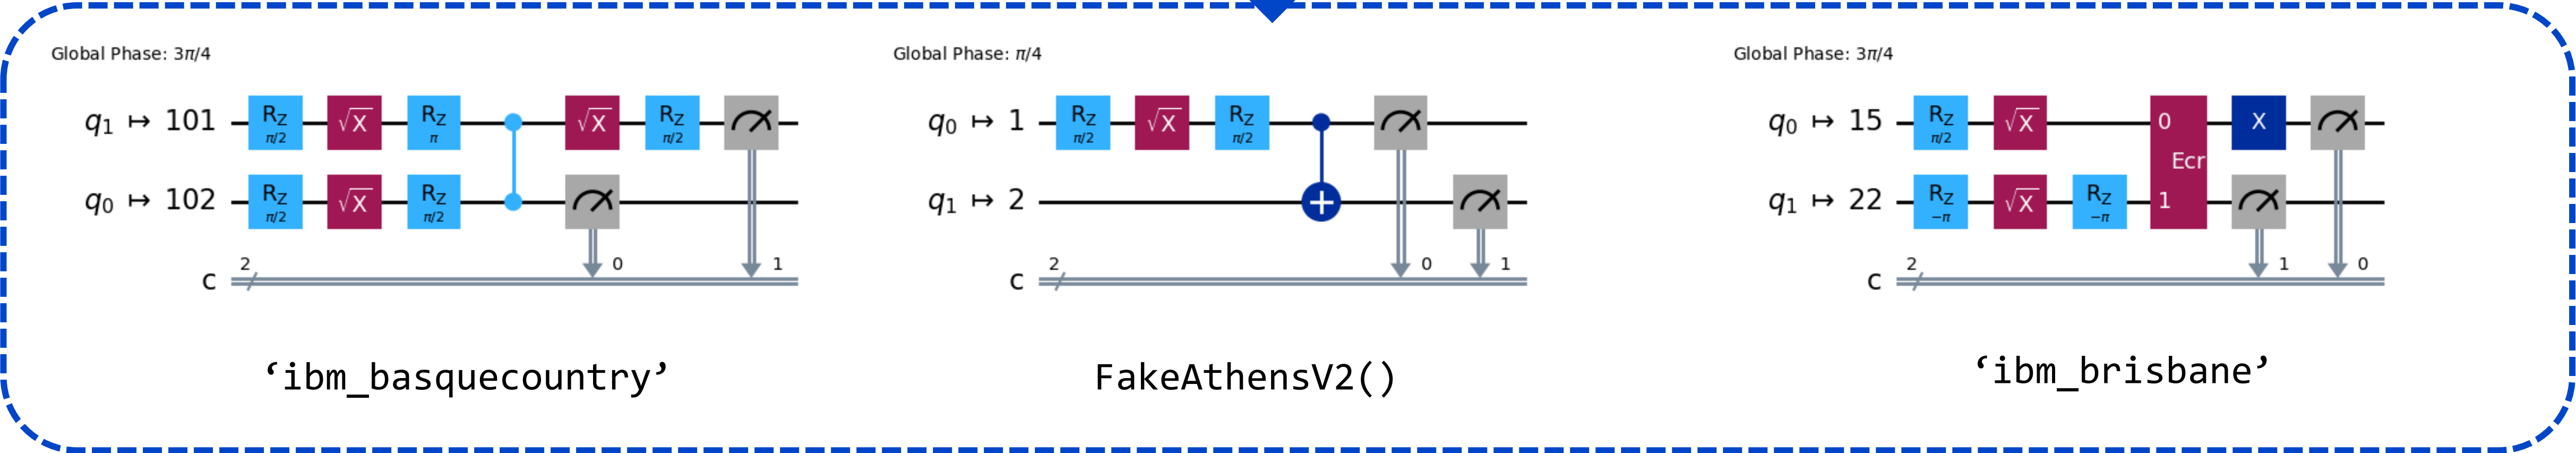 Global Phase: 3π/4
q1 ↦ 101 RZ π/2 √X RZ π √X RZ π/2
q0 ↦ 102 RZ π/2 √X RZ π/2
c 2 0 1
‘ibm_basquecountry’
Global Phase: π/4
q0 ↦ 1 RZ π/2 √X RZ π/2
q1 ↦ 2
c 2 0 1
FakeAthensV2()
Global Phase: 3π/4
q0 ↦ 15 RZ π/2 √X 0 X
Ecr
q1 ↦ 22 RZ −π √X RZ −π 1
c 2 1 0
‘ibm_brisbane’